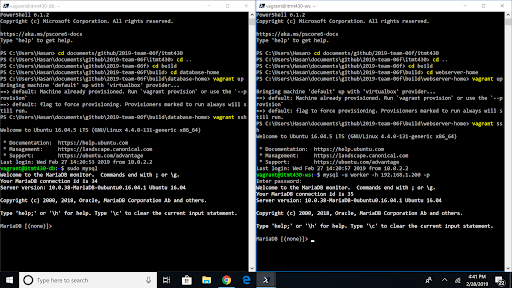 vagrant@itmt430-db: ~
PowerShell 6.1.2
Copyright (c) Microsoft Corporation. All rights reserved.
https://aka.ms/pscore6-docs
Type 'help' to get help.
PS C:\Users\Hasan> cd documents/github/2019-team-06f/itmt430
PS C:\Users\Hasan\documents\github\2019-team-06f\itmt430> cd ..
PS C:\Users\Hasan\documents\github\2019-team-06f> cd build
PS C:\Users\Hasan\documents\github\2019-team-06f\build> cd database-home
PS C:\Users\Hasan\documents\github\2019-team-06f\build\database-home> vagrant up
Bringing machine 'default' up with 'virtualbox' provider...
==> default: Machine already provisioned. Run `vagrant provision` or use the `--p
rovision`
==> default: flag to force provisioning. Provisioners marked to run always will s
till run.
PS C:\Users\Hasan\documents\github\2019-team-06f\build\database-home> vagrant ssh
Welcome to Ubuntu 16.04.5 LTS (GNU/Linux 4.4.0-131-generic x86_64)
* Documentation: https://help.ubuntu.com
* Management: https://landscape.canonical.com
* Support: https://ubuntu.com/advantage
Last login: Wed Feb 27 14:20:53 2019 from 10.0.2.2
vagrant@itmt430-db:~$ sudo mysql
Welcome to the MariaDB monitor. Commands end with ; or \g.
Your MariaDB connection id is 34
Server version: 10.0.38-MariaDB-0ubuntu0.16.04.1 Ubuntu 16.04
Copyright (c) 2000, 2018, Oracle, MariaDB Corporation Ab and others.
Type 'help;' or '\h' for help. Type '\c' to clear the current input statement.
MariaDB [(none)]>
vagrant@itmt430-ws: ~
PowerShell 6.1.2
Copyright (c) Microsoft Corporation. All rights reserved.
https://aka.ms/pscore6-docs
Type 'help' to get help.
PS C:\Users\Hasan> cd documents/github/2019-team-06f/itmt430
PS C:\Users\Hasan\documents\github\2019-team-06f\itmt430> cd ..
PS C:\Users\Hasan\documents\github\2019-team-06f> cd build
PS C:\Users\Hasan\documents\github\2019-team-06f\build> cd webserver-home
PS C:\Users\Hasan\documents\github\2019-team-06f\build\webserver-home> vagrant up
Bringing machine 'default' up with 'virtualbox' provider...
==> default: Machine already provisioned. Run `vagrant provision` or use the `--p
rovision`
==> default: flag to force provisioning. Provisioners marked to run always will s
till run.
PS C:\Users\Hasan\documents\github\2019-team-06f\build\webserver-home> vagrant ss
h
Welcome to Ubuntu 16.04.5 LTS (GNU/Linux 4.4.0-131-generic x86_64)
* Documentation: https://help.ubuntu.com
* Management: https://landscape.canonical.com
* Support: https://ubuntu.com/advantage
Last login: Wed Feb 27 14:20:57 2019 from 10.0.2.2
vagrant@itmt430-ws:~$ mysql -u worker -h 192.168.1.200 -p
Enter password:
Welcome to the MariaDB monitor. Commands end with ; or \g.
Your MariaDB connection id is 35
Server version: 10.0.38-MariaDB-0ubuntu0.16.04.1 Ubuntu 16.04
Copyright (c) 2000, 2018, Oracle, MariaDB Corporation Ab and others.
Type 'help;' or '\h' for help. Type '\c' to clear the current input statement.
MariaDB [(none)]>
Type here to search
4:41 PM
2/28/2019
22